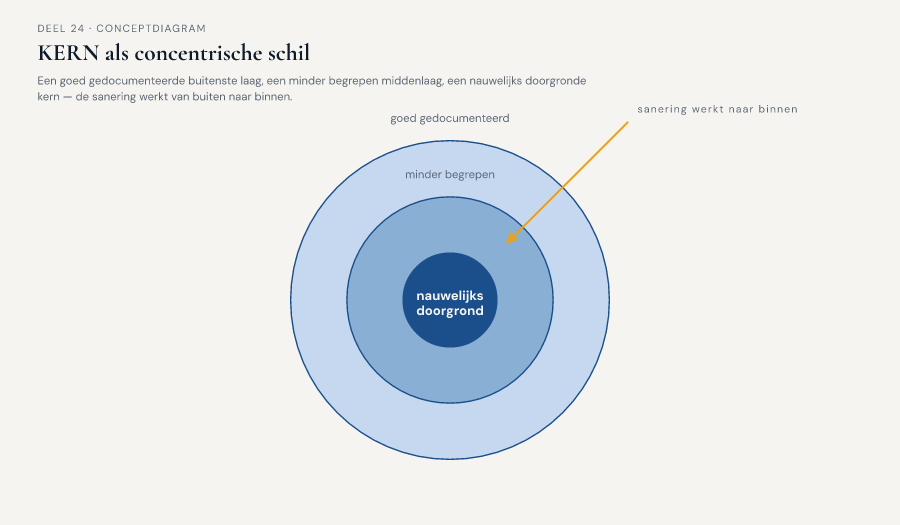 DEEL 24 · CONCEPTDIAGRAM
KERN als concentrische schil
Een goed gedocumenteerde buitenste laag, een minder begrepen middenlaag, een nauwelijks doorgronde
kern — de sanering werkt van buiten naar binnen.
sanering werkt naar binnen
goed gedocumenteerd
minder begrepen
nauwelijks
doorgrond